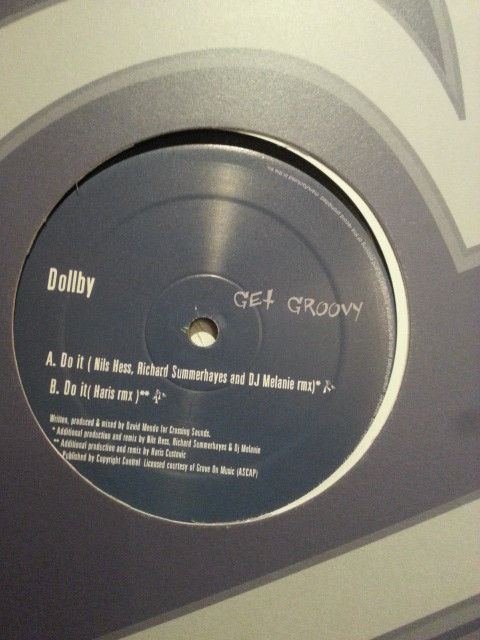 Dollby
GEt GROOVY
A. Do it ( Nils Hess, Richard Summerhayes and DJ Melanie rmx)*
B. Do it( Haris rmx )**
Written, produced & mixed by David Mondo for Crossing Sounds.
* Additional production and remix by Nils Hess, Richard Summerhayes & Dj Melanie
** Additional production and remix by Haris Custovic
Published by Copyright Control Licensed courtesy of Grove On Music (ASCAP)